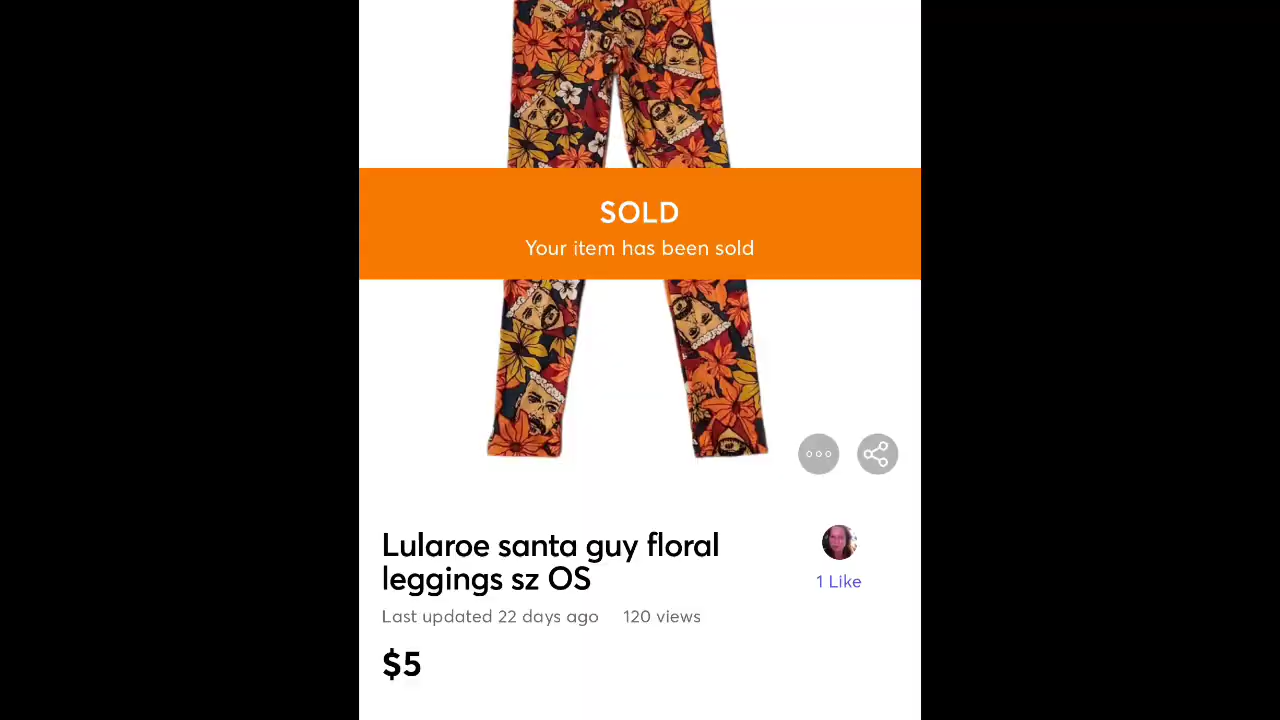 SOLD
Your item has been sold
Lularoe santa guy floral
leggings sz OS
1 Like
Last updated 22 days ago 120 views
$5